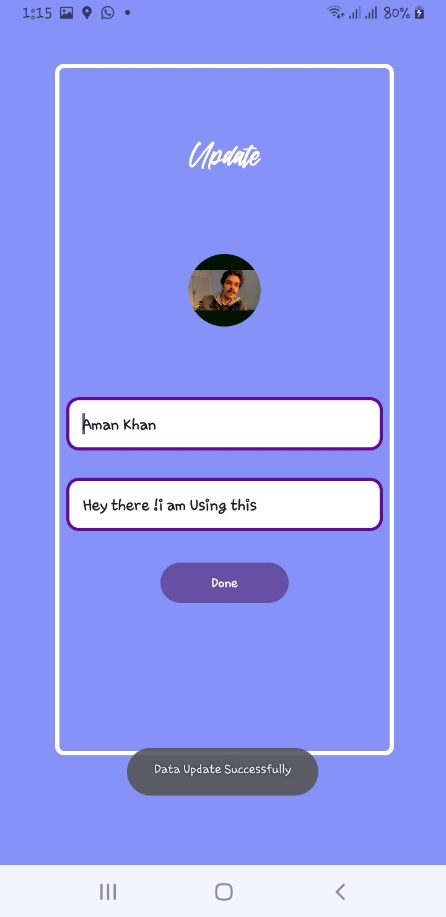 1:15 80%
Update
Aman Khan
Hey there !i am Using this
Done
Data Update Successfully